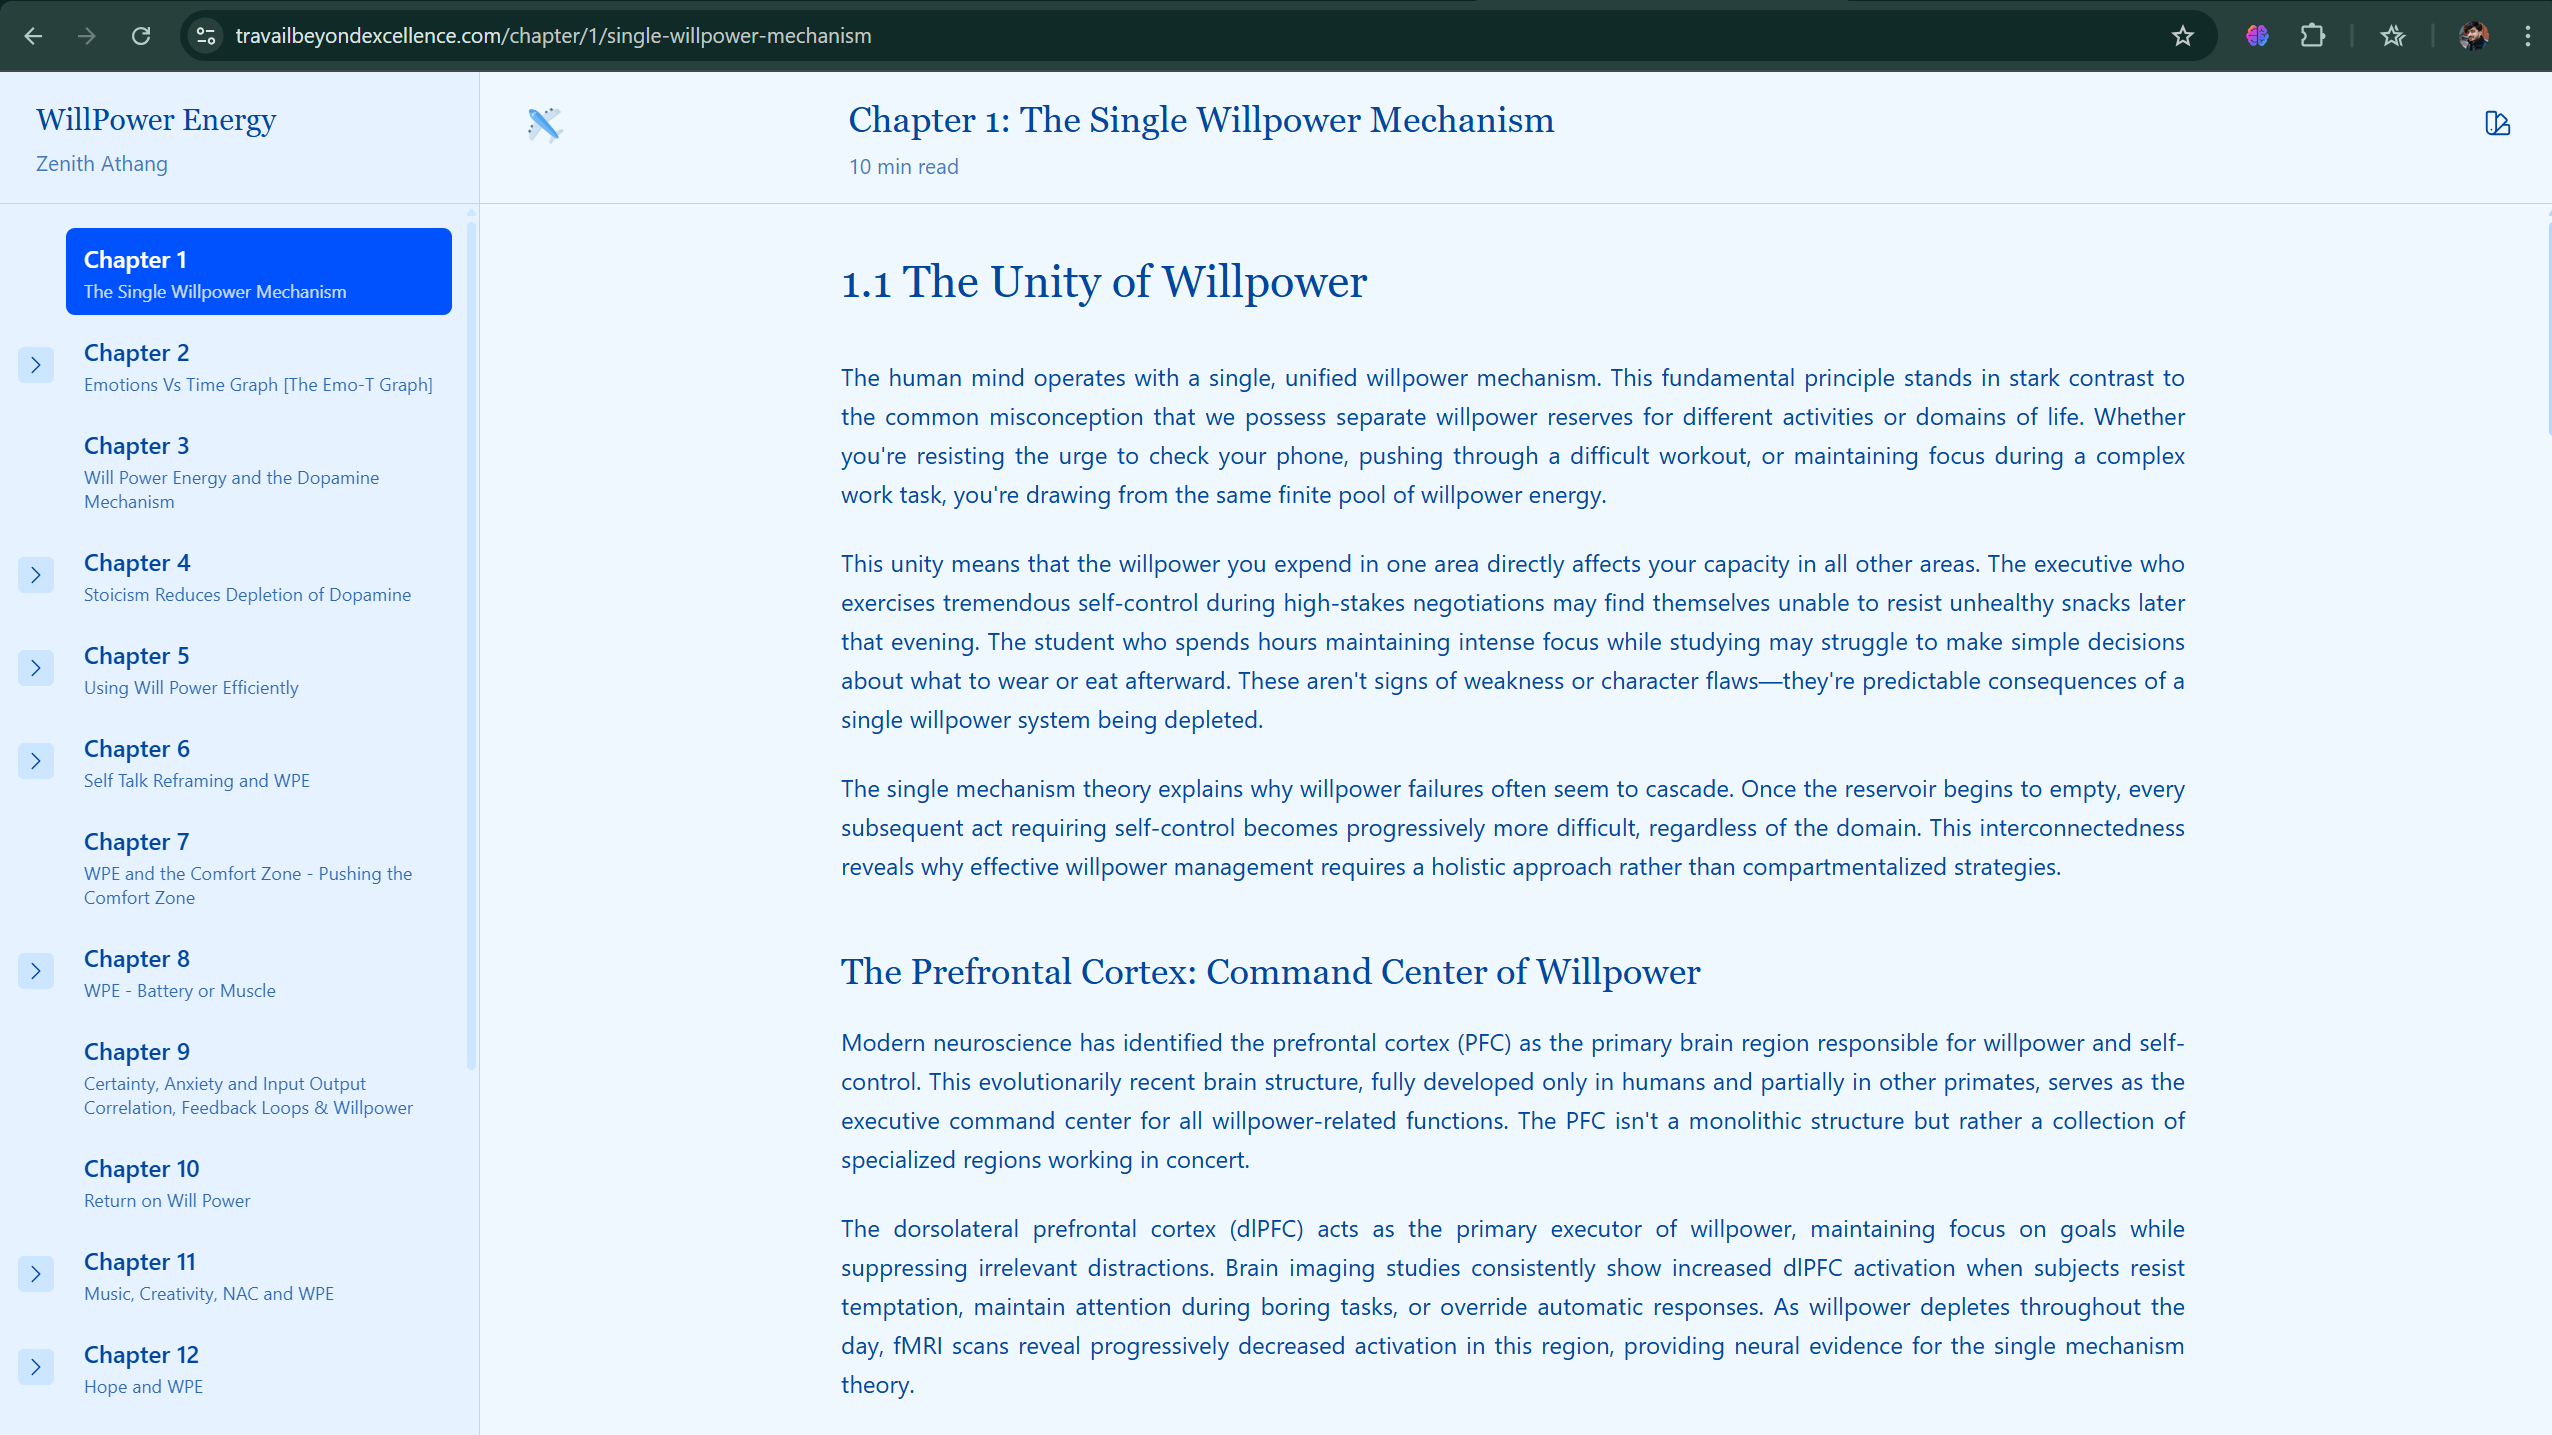 travailbeyondexcellence.com/chapter/1/single-willpower-mechanism
WillPower Energy
Zenith Athang
Chapter 1: The Single Willpower Mechanism
10 min read
Chapter 1
The Single Willpower Mechanism
Chapter 2
Emotions Vs Time Graph [The Emo-T Graph]
Chapter 3
Will Power Energy and the Dopamine
Mechanism
Chapter 4
Stoicism Reduces Depletion of Dopamine
Chapter 5
Using Will Power Efficiently
Chapter 6
Self Talk Reframing and WPE
Chapter 7
WPE and the Comfort Zone - Pushing the
Comfort Zone
Chapter 8
WPE - Battery or Muscle
Chapter 9
Certainty, Anxiety and Input Output
Correlation, Feedback Loops & Willpower
Chapter 10
Return on Will Power
Chapter 11
Music, Creativity, NAC and WPE
Chapter 12
Hope and WPE
1.1 The Unity of Willpower
The human mind operates with a single, unified willpower mechanism. This fundamental principle stands in stark contrast to
the common misconception that we possess separate willpower reserves for different activities or domains of life. Whether
you're resisting the urge to check your phone, pushing through a difficult workout, or maintaining focus during a complex
work task, you're drawing from the same finite pool of willpower energy.
This unity means that the willpower you expend in one area directly affects your capacity in all other areas. The executive who
exercises tremendous self-control during high-stakes negotiations may find themselves unable to resist unhealthy snacks later
that evening. The student who spends hours maintaining intense focus while studying may struggle to make simple decisions
about what to wear or eat afterward. These aren't signs of weakness or character flaws—they're predictable consequences of a
single willpower system being depleted.
The single mechanism theory explains why willpower failures often seem to cascade. Once the reservoir begins to empty, every
subsequent act requiring self-control becomes progressively more difficult, regardless of the domain. This interconnectedness
reveals why effective willpower management requires a holistic approach rather than compartmentalized strategies.
The Prefrontal Cortex: Command Center of Willpower
Modern neuroscience has identified the prefrontal cortex (PFC) as the primary brain region responsible for willpower and self-
control. This evolutionarily recent brain structure, fully developed only in humans and partially in other primates, serves as the
executive command center for all willpower-related functions. The PFC isn't a monolithic structure but rather a collection of
specialized regions working in concert.
The dorsolateral prefrontal cortex (dlPFC) acts as the primary executor of willpower, maintaining focus on goals while
suppressing irrelevant distractions. Brain imaging studies consistently show increased dlPFC activation when subjects resist
temptation, maintain attention during boring tasks, or override automatic responses. As willpower depletes throughout the
day, fMRI scans reveal progressively decreased activation in this region, providing neural evidence for the single mechanism
theory.